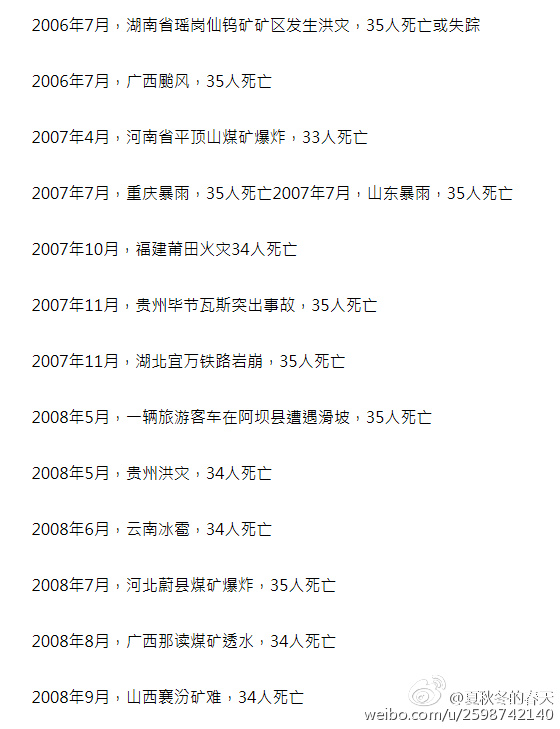 2006年7月，湖南省瑶岗仙钨矿矿区发生洪灾，35人死亡或失踪
2006年7月，广西颱风，35人死亡
2007年4月，河南省平顶山煤矿爆炸，33人死亡
2007年7月，重庆暴雨，35人死亡2007年7月，山东暴雨，35人死亡
2007年10月，福建莆田火灾34人死亡
2007年11月，贵州毕节瓦斯突出事故，35人死亡
2007年11月，湖北宜万铁路岩崩，35人死亡
2008年5月，一辆旅游客车在阿坝县遭遇滑坡，35人死亡
2008年5月，贵州洪灾，34人死亡
2008年6月，云南冰雹，34人死亡
2008年7月，河北蔚县煤矿爆炸，35人死亡
2008年8月，广西那读煤矿透水，34人死亡
2008年9月，山西襄汾矿难，34人死亡
@夏秋冬的春天
weibo.com/u/2598742140